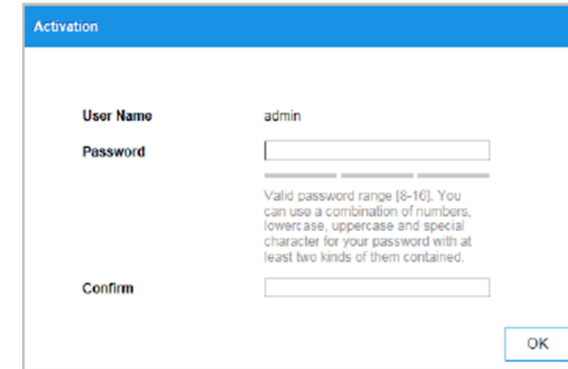 Activation
User Name admin
Password
Valid password range [8-16]. You
can use a combination of numbers,
lowercase, uppercase and special
character for your password with at
least two kinds of them contained.
Confirm
OK